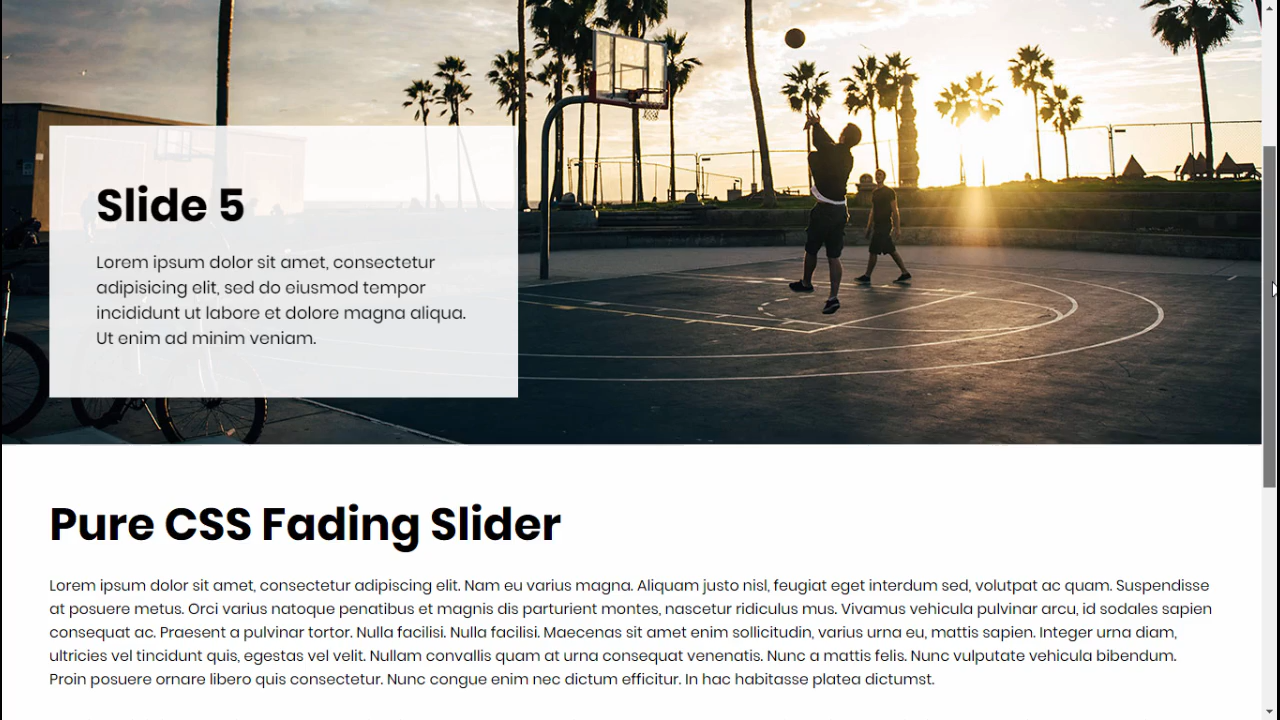 Slide 5
Lorem ipsum dolor sit amet, consectetur
adipisicing elit, sed do eiusmod tempor
incididunt ut labore et dolore magna aliqua.
Ut enim ad minim veniam.
Pure CSS Fading Slider
Lorem ipsum dolor sit amet, consectetur adipiscing elit. Nam eu varius magna. Aliquam justo nisl, feugiat eget interdum sed, volutpat ac quam. Suspendisse
at posuere metus. Orci varius natoque penatibus et magnis dis parturient montes, nascetur ridiculus mus. Vivamus vehicula pulvinar arcu, id sodales sapien
consequat ac. Praesent a pulvinar tortor. Nulla facilisi. Nulla facilisi. Maecenas sit amet enim sollicitudin, varius urna eu, mattis sapien. Integer urna diam,
ultricies vel tincidunt quis, egestas vel velit. Nullam convallis quam at urna consequat venenatis. Nunc a mattis felis. Nunc vulputate vehicula bibendum.
Proin posuere ornare libero quis consectetur. Nunc congue enim nec dictum efficitur. In hac habitasse platea dictumst.